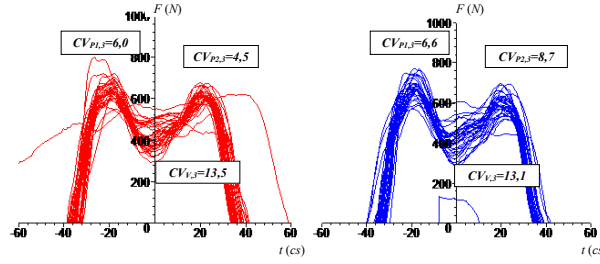 F (N)
F (N)
1000
CVP1,3=6,0
CVP2,3=4,5
800
600
400
200
CVV,3=13,5
-60 -40 -20 0 20 40 60
t (cs)
1000
CVP1,3=6,6
CVP2,3=8,7
800
600
400
200
CVV,3=13,1
-60 -40 -20 0 20 40 60
t (cs)